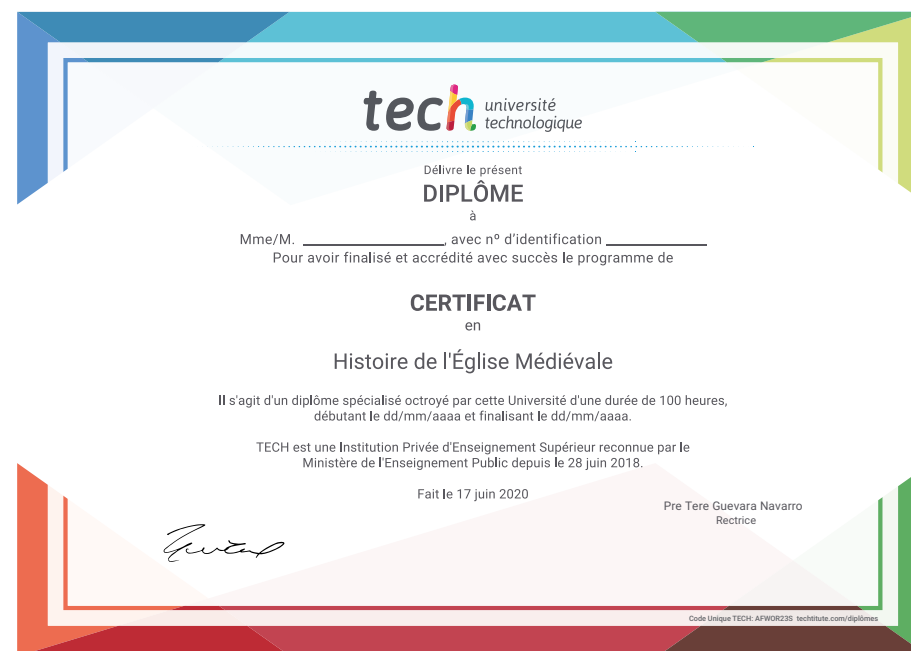 tech université
technologique
Délivre le présent
DIPLÔME
à
Mme/M. ____________________, avec nº d'identification ______________
Pour avoir finalisé et accrédité avec succès le programme de
CERTIFICAT
en
Histoire de l'Église Médiévale
Il s'agit d'un diplôme spécialisé octroyé par cette Université d'une durée de 100 heures,
débutant le dd/mm/aaaa et finalisant le dd/mm/aaaa.
TECH est une Institution Privée d'Enseignement Supérieur reconnue par le
Ministère de l'Enseignement Public depuis le 28 juin 2018.
Fait le 17 juin 2020
Pre Tere Guevara Navarro
Rectrice
Code Unique TECH: AFWOR23S techtitute.com/diplômes